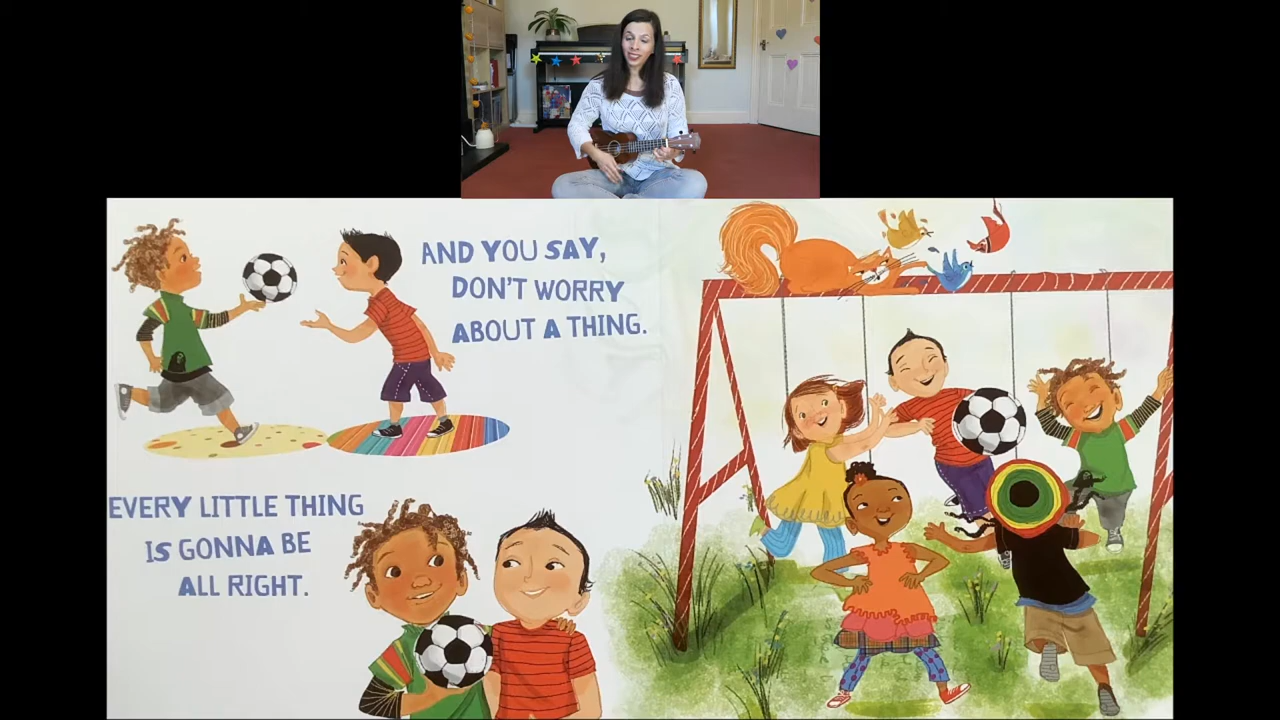 AND YOU SAY,
DON'T WORRY
ABOUT A THING.
EVERY LITTLE THING
IS GONNA BE
ALL RIGHT.